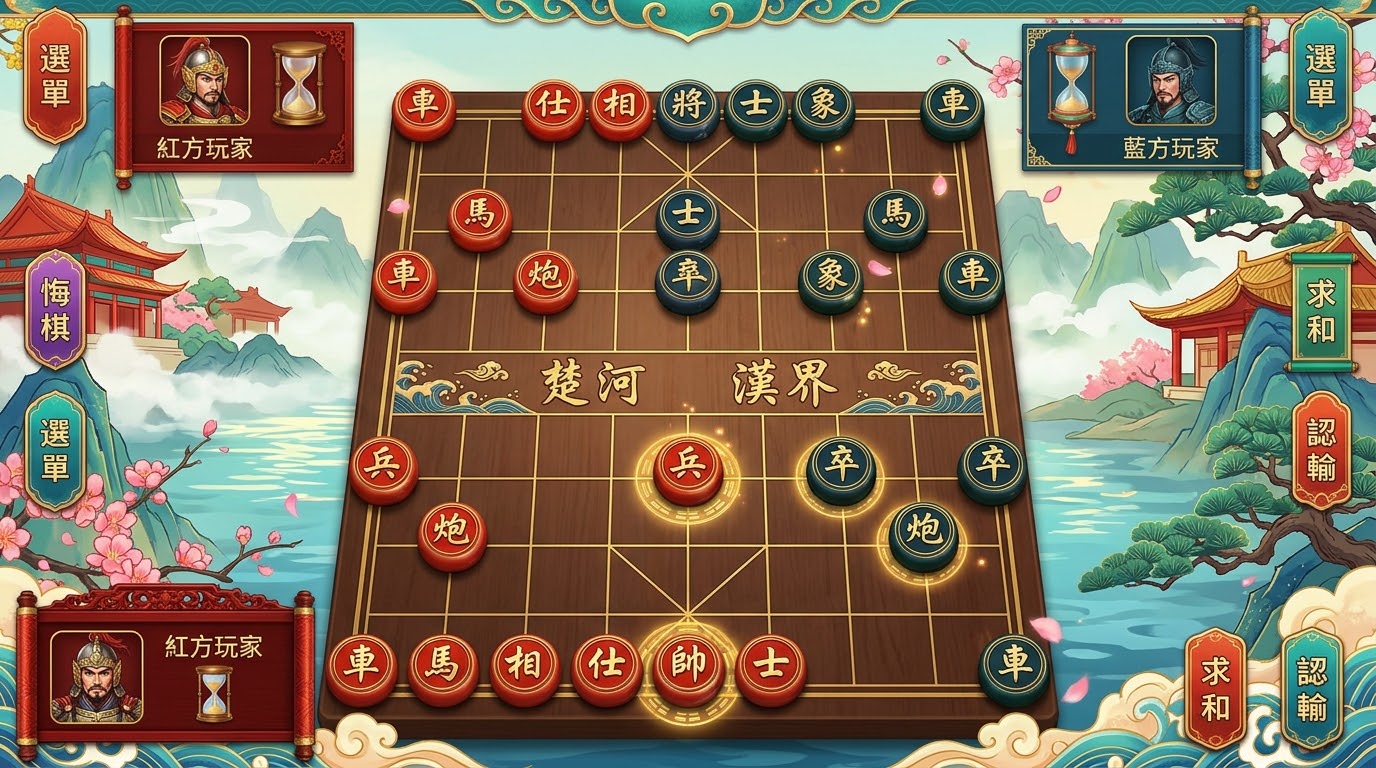 選單
紅方玩家
藍方玩家
選單
車 仕 相 將 士 象 車
馬 士 馬
悔棋
車 炮 卒 象 車
求和
楚河 漢界
選單
兵 兵 卒 卒
認輸
炮 炮
紅方玩家
車 馬 相 仕 帥 士 車
求和
認輸